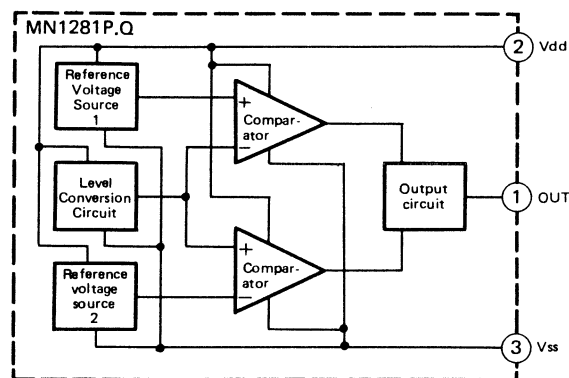 MN1281P.Q
2 Vdd
Reference
Voltage
Source
1
+
Compar-
ator
−
Level
Conversion
Circuit
Output
circuit
1 OUT
+
Compar-
ator
−
Reference
voltage
source
2
3 Vss